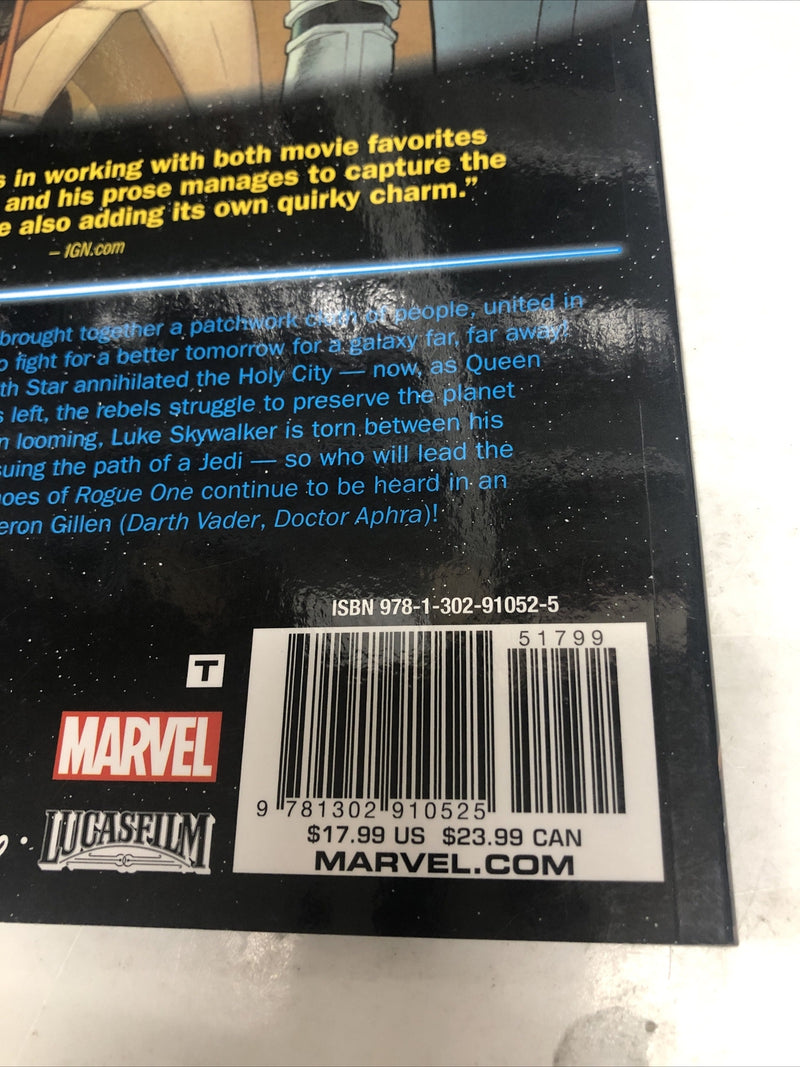 in working with both movie favorites
and his prose manages to capture the
also adding its own quirky charm.”
– IGN.com
brought together a patchwork of people, united in
fight for a better tomorrow for a galaxy far, far away!
Star annihilated the Holy City — now, as Queen
left, the rebels struggle to preserve the planet
looming, Luke Skywalker is torn between his
the path of a Jedi — so who will lead the
of Rogue One continue to be heard in an
Gillen (Darth Vader, Doctor Aphra)!
ISBN 978-1-302-91052-5
51799
T
MARVEL
LUCASFILM
9 781302 910525
$17.99 US $23.99 CAN
MARVEL.COM